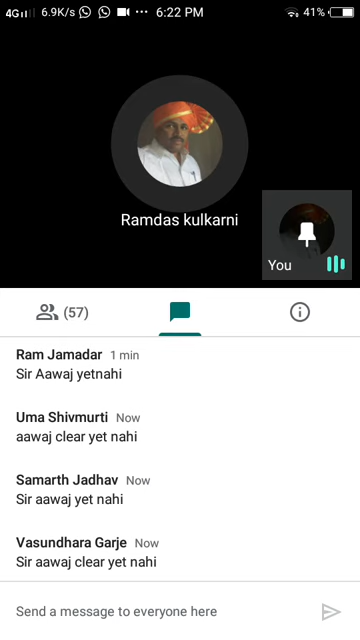 4G 6.9K/s ... 6:22 PM 41%
Ramdas kulkarni
You
(57)
Ram Jamadar 1 min
Sir Aawaj yetnahi
Uma Shivmurti Now
aawaj clear yet nahi
Samarth Jadhav Now
Sir aawaj yet nahi
Vasundhara Garje Now
Sir aawaj clear yet nahi
Send a message to everyone here